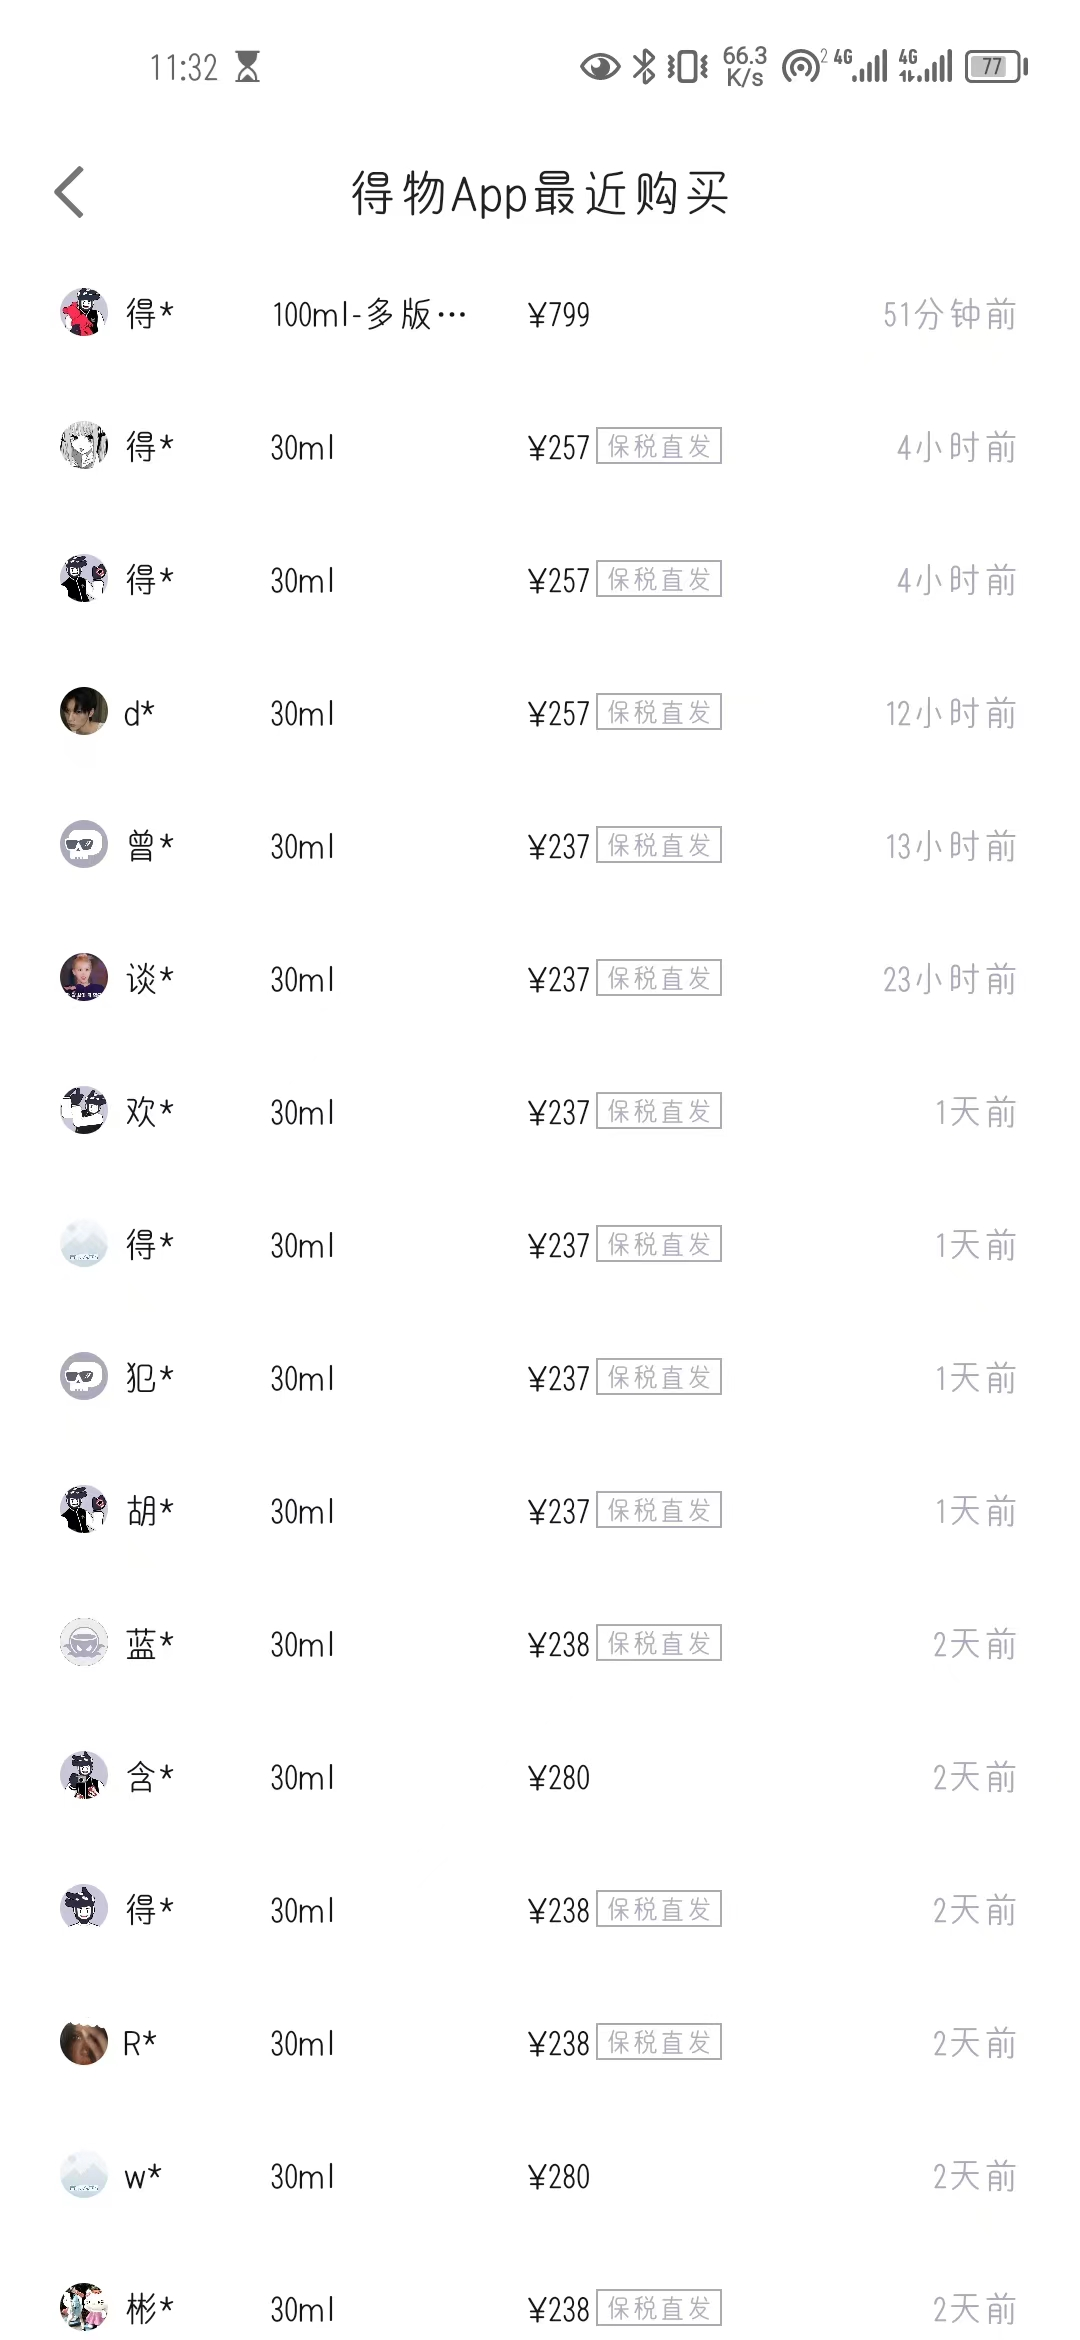 11:32 66.3 K/s 2 4G 4G 77
得物App最近购买
得* 100ml-多版… ¥799 51分钟前
得* 30ml ¥257 保税直发 4小时前
得* 30ml ¥257 保税直发 4小时前
d* 30ml ¥257 保税直发 12小时前
曾* 30ml ¥237 保税直发 13小时前
谈* 30ml ¥237 保税直发 23小时前
欢* 30ml ¥237 保税直发 1天前
得* 30ml ¥237 保税直发 1天前
犯* 30ml ¥237 保税直发 1天前
胡* 30ml ¥237 保税直发 1天前
蓝* 30ml ¥238 保税直发 2天前
含* 30ml ¥280 2天前
得* 30ml ¥238 保税直发 2天前
R* 30ml ¥238 保税直发 2天前
w* 30ml ¥280 2天前
彬* 30ml ¥238 保税直发 2天前